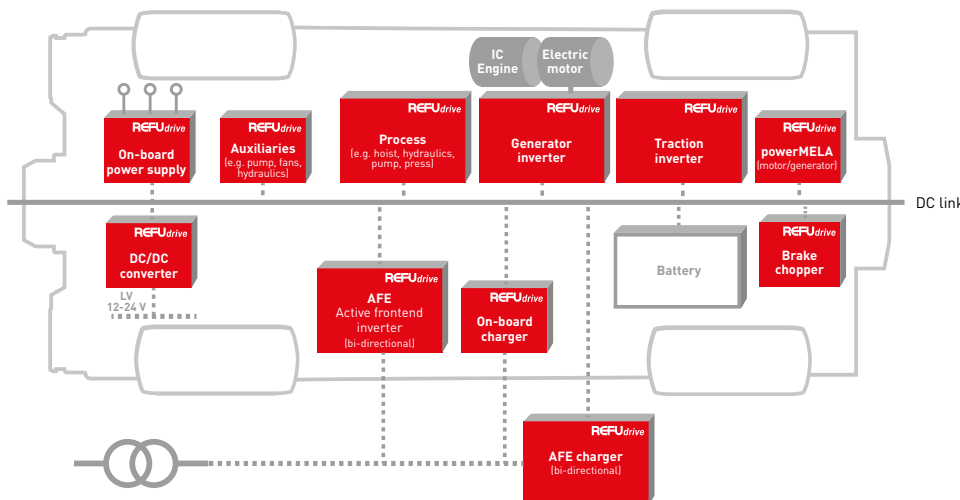 IC
Engine
Electric
motor
REFUdrive
On-board
power supply
REFUdrive
Auxiliaries
(e.g. pump, fans,
hydraulics)
REFUdrive
Process
(e.g. hoist, hydraulics,
pump, press)
REFUdrive
Generator
inverter
REFUdrive
Traction
inverter
REFUdrive
powerMELA
(motor/generator)
DC link
REFUdrive
DC/DC
converter
LV
12-24 V
REFUdrive
AFE
Active frontend
inverter
(bi-directional)
REFUdrive
On-board
charger
Battery
REFUdrive
Brake
chopper
REFUdrive
AFE charger
(bi-directional)